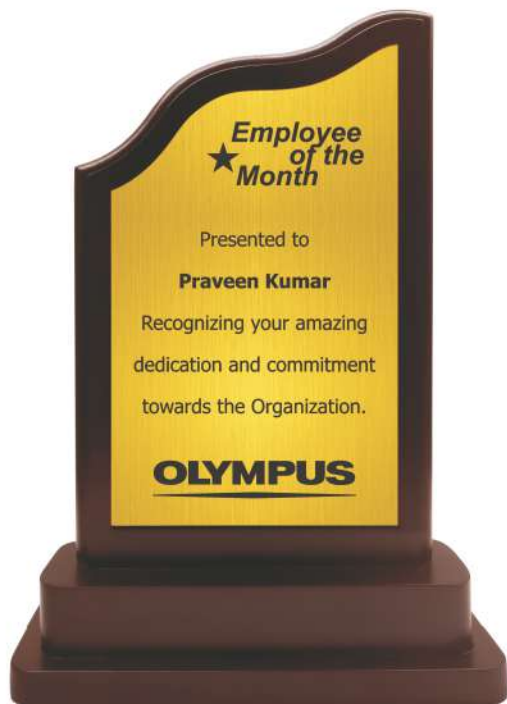 Employee
of the
Month
Presented to
Praveen Kumar
Recognizing your amazing
dedication and commitment
towards the Organization.
OLYMPUS